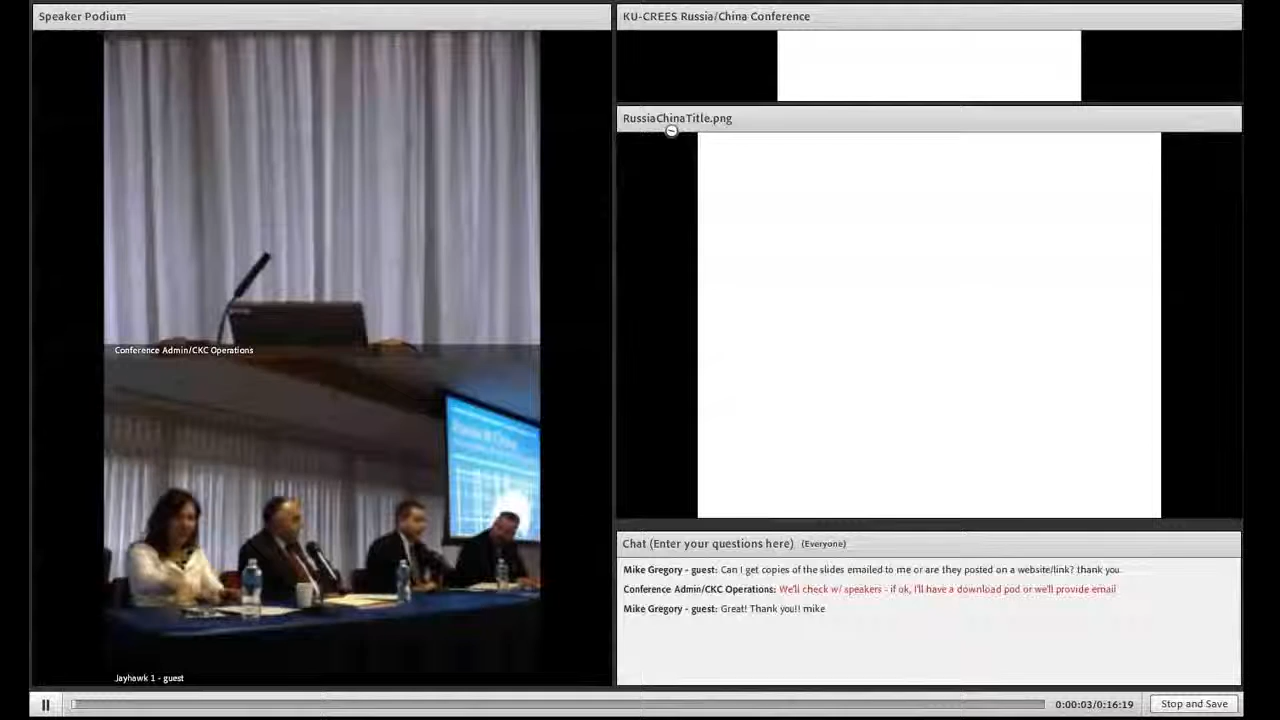 Speaker Podium
KU-CREES Russia/China Conference
RussiaChinaTitle.png
Conference Admin/CKC Operations
Jayhawk 1 - guest
Chat (Enter your questions here) (Everyone)
Mike Gregory - guest: Can I get copies of the slides emailed to me or are they posted on a website/link? thank you.
Conference Admin/CKC Operations: We'll check w/ speakers - if ok, I'll have a download pod or we'll provide email
Mike Gregory - guest: Great! Thank you!! mike
0:00:03/0:16:19
Stop and Save